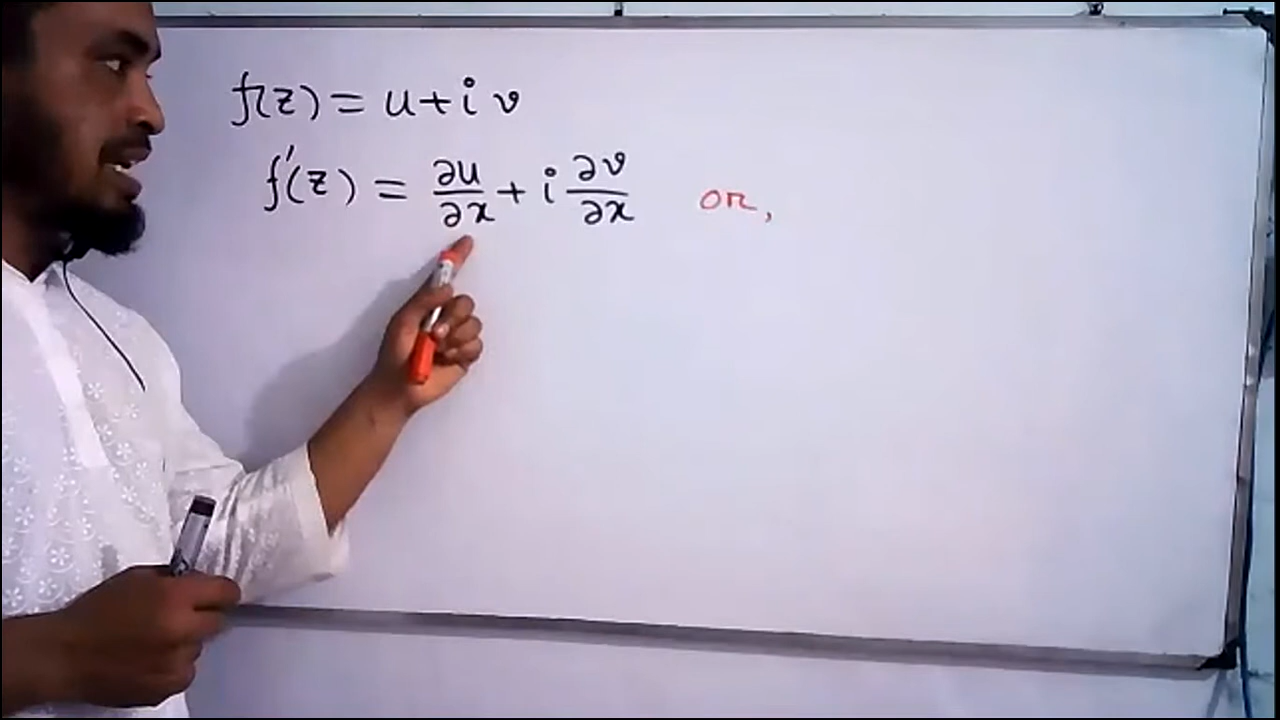 f(z) = u + i v
f'(z) = ∂u/∂x + i ∂v/∂x or,